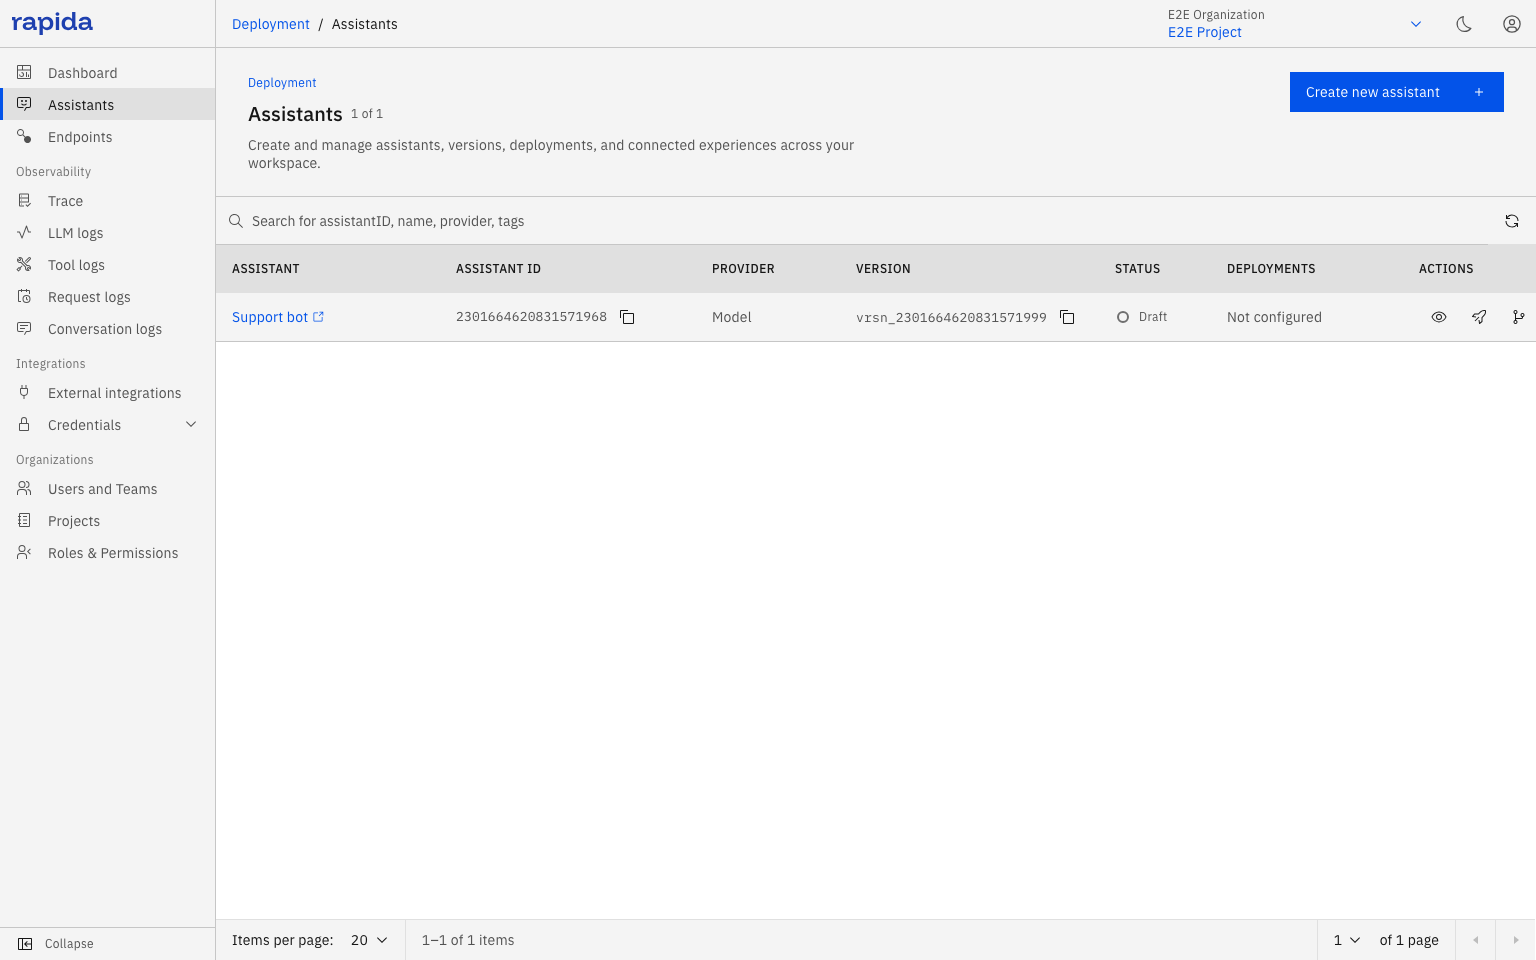 rapida
Deployment / Assistants
E2E Organization
E2E Project
Dashboard
Assistants
Endpoints
Observability
Trace
LLM logs
Tool logs
Request logs
Conversation logs
Integrations
External integrations
Credentials
Organizations
Users and Teams
Projects
Roles & Permissions
Collapse
Deployment
Assistants 1 of 1
Create and manage assistants, versions, deployments, and connected experiences across your
workspace.
Create new assistant +
Search for assistantID, name, provider, tags
ASSISTANT ASSISTANT ID PROVIDER VERSION STATUS DEPLOYMENTS ACTIONS
Support bot 2301664620831571968 Model vrsn_2301664620831571999 Draft Not configured
Items per page: 20 1–1 of 1 items 1 of 1 page